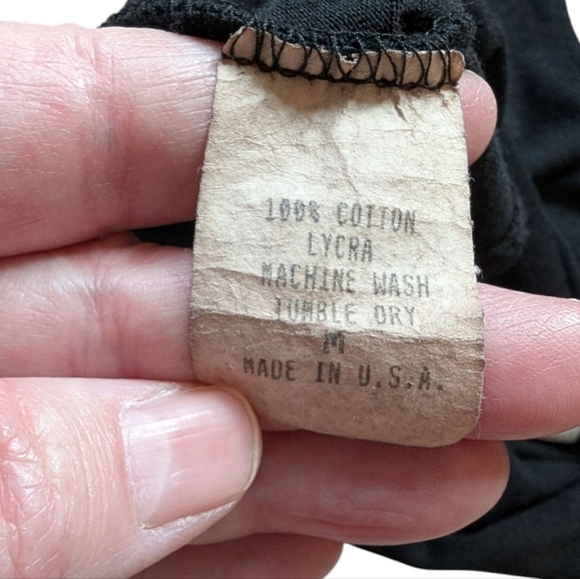 100% COTTON
LYCRA
MACHINE WASH
TUMBLE DRY
M
MADE IN U.S.A.